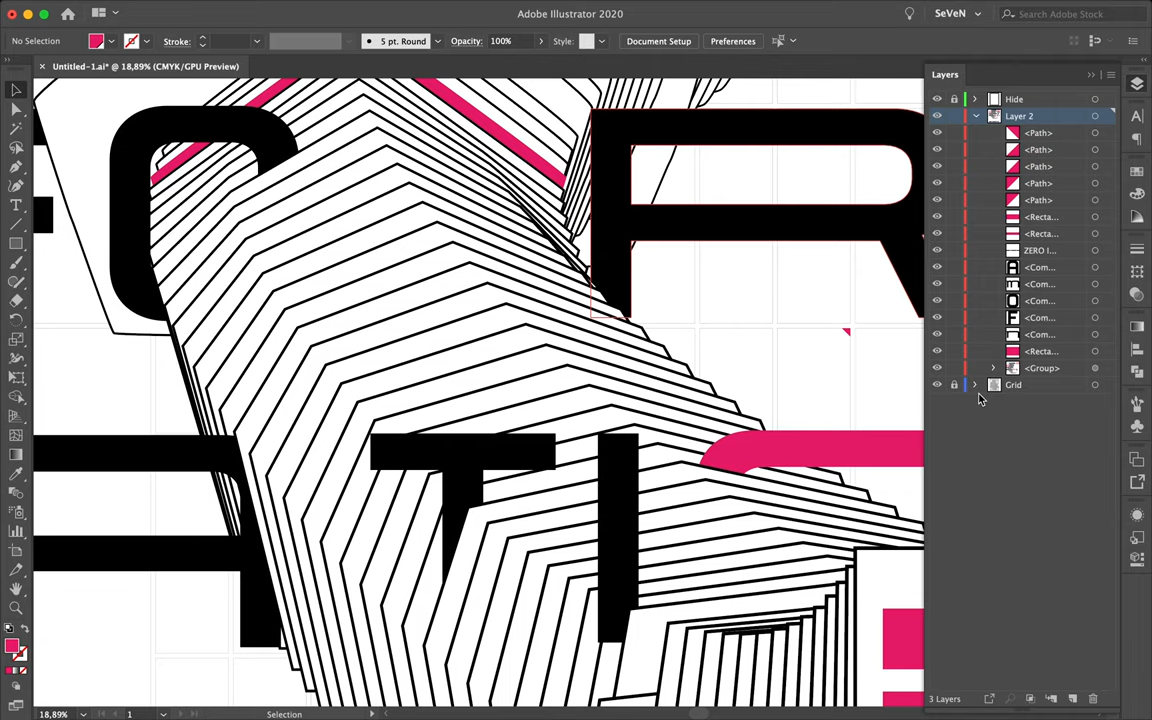 Adobe Illustrator 2020
SeVeN
Search Adobe Stock
No Selection
Stroke:
5 pt. Round
Opacity: 100%
Style:
Document Setup
Preferences
Untitled-1.ai* @ 18,89% (CMYK/GPU Preview)
Layers
Hide
Layer 2
<Path>
<Path>
<Path>
<Path>
<Path>
<Recta...
<Recta...
ZERO I...
<Com...
<Com...
<Com...
<Com...
<Com...
<Recta...
<Group>
Grid
O R
T I
3 Layers
18,89%
1
Selection